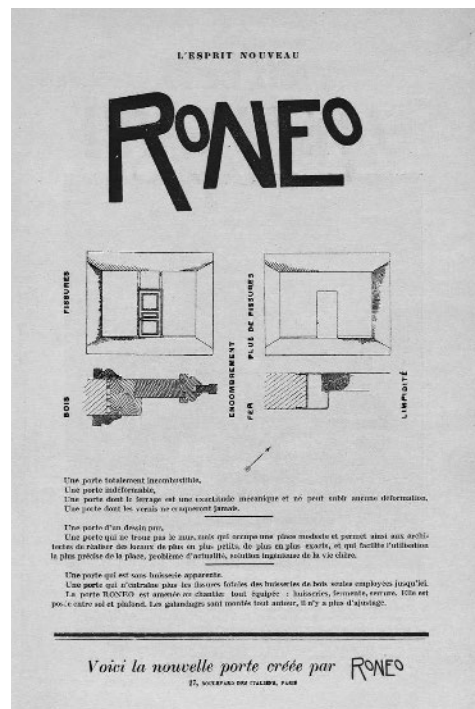 L'ESPRIT NOUVEAU
RONEO
FISSURES
PLUS DE FISSURES
BOIS
ENCOMBREMENT
FER
LIMPIDITÉ
Une porte totalement incombustible,
Une porte indéformable,
Une porte dont le ferrage est une exactitude mécanique et ne peut subir aucune déformation,
Une porte dont les vernis ne craqueront jamais.
Une porte d'un dessin pur,
Une porte qui ne troue pas le mur, mais qui occupe une place modeste et permet ainsi aux archi-
tectes de réaliser des locaux de plus en plus petits, de plus en plus exacts, et qui facilite l'utilisation
la plus précise de la place, problème d'actualité, solution ingénieuse de la vie chère.
Une porte qui est sans huisserie apparente.
Une porte qui n'entraîne plus les fissures fatales des huisseries de bois seules employées jusqu'ici.
La porte RONEO est amenée au chantier tout équipée : huisseries, ferments, serrure. Elle est
posée entre sol et plafond. Les galandages sont montés tout autour, il n'y a plus d'ajustage.
Voici la nouvelle porte créée par RONEO
27, BOULEVARD DES ITALIENS, PARIS